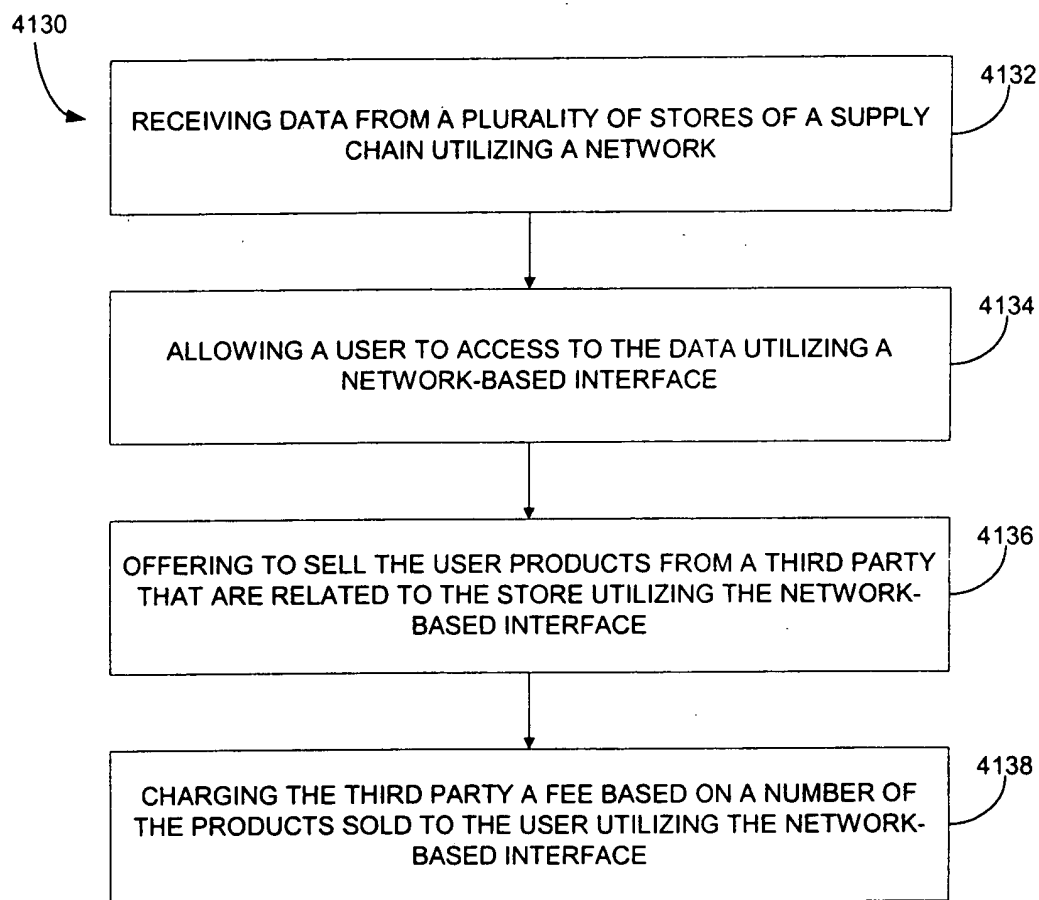 4130
4132
RECEIVING DATA FROM A PLURALITY OF STORES OF A SUPPLY
CHAIN UTILIZING A NETWORK
4134
ALLOWING A USER TO ACCESS TO THE DATA UTILIZING A
NETWORK-BASED INTERFACE
4136
OFFERING TO SELL THE USER PRODUCTS FROM A THIRD PARTY
THAT ARE RELATED TO THE STORE UTILIZING THE NETWORK-
BASED INTERFACE
4138
CHARGING THE THIRD PARTY A FEE BASED ON A NUMBER OF
THE PRODUCTS SOLD TO THE USER UTILIZING THE NETWORK-
BASED INTERFACE